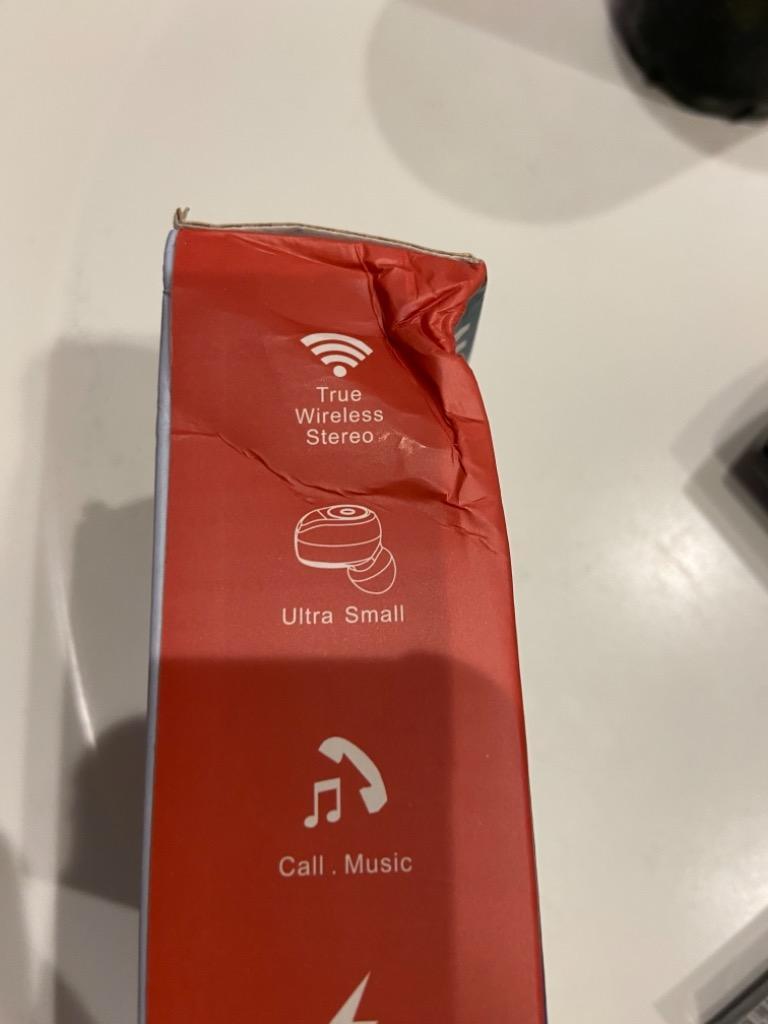 True
Wireless
Stereo
Ultra Small
Call . Music